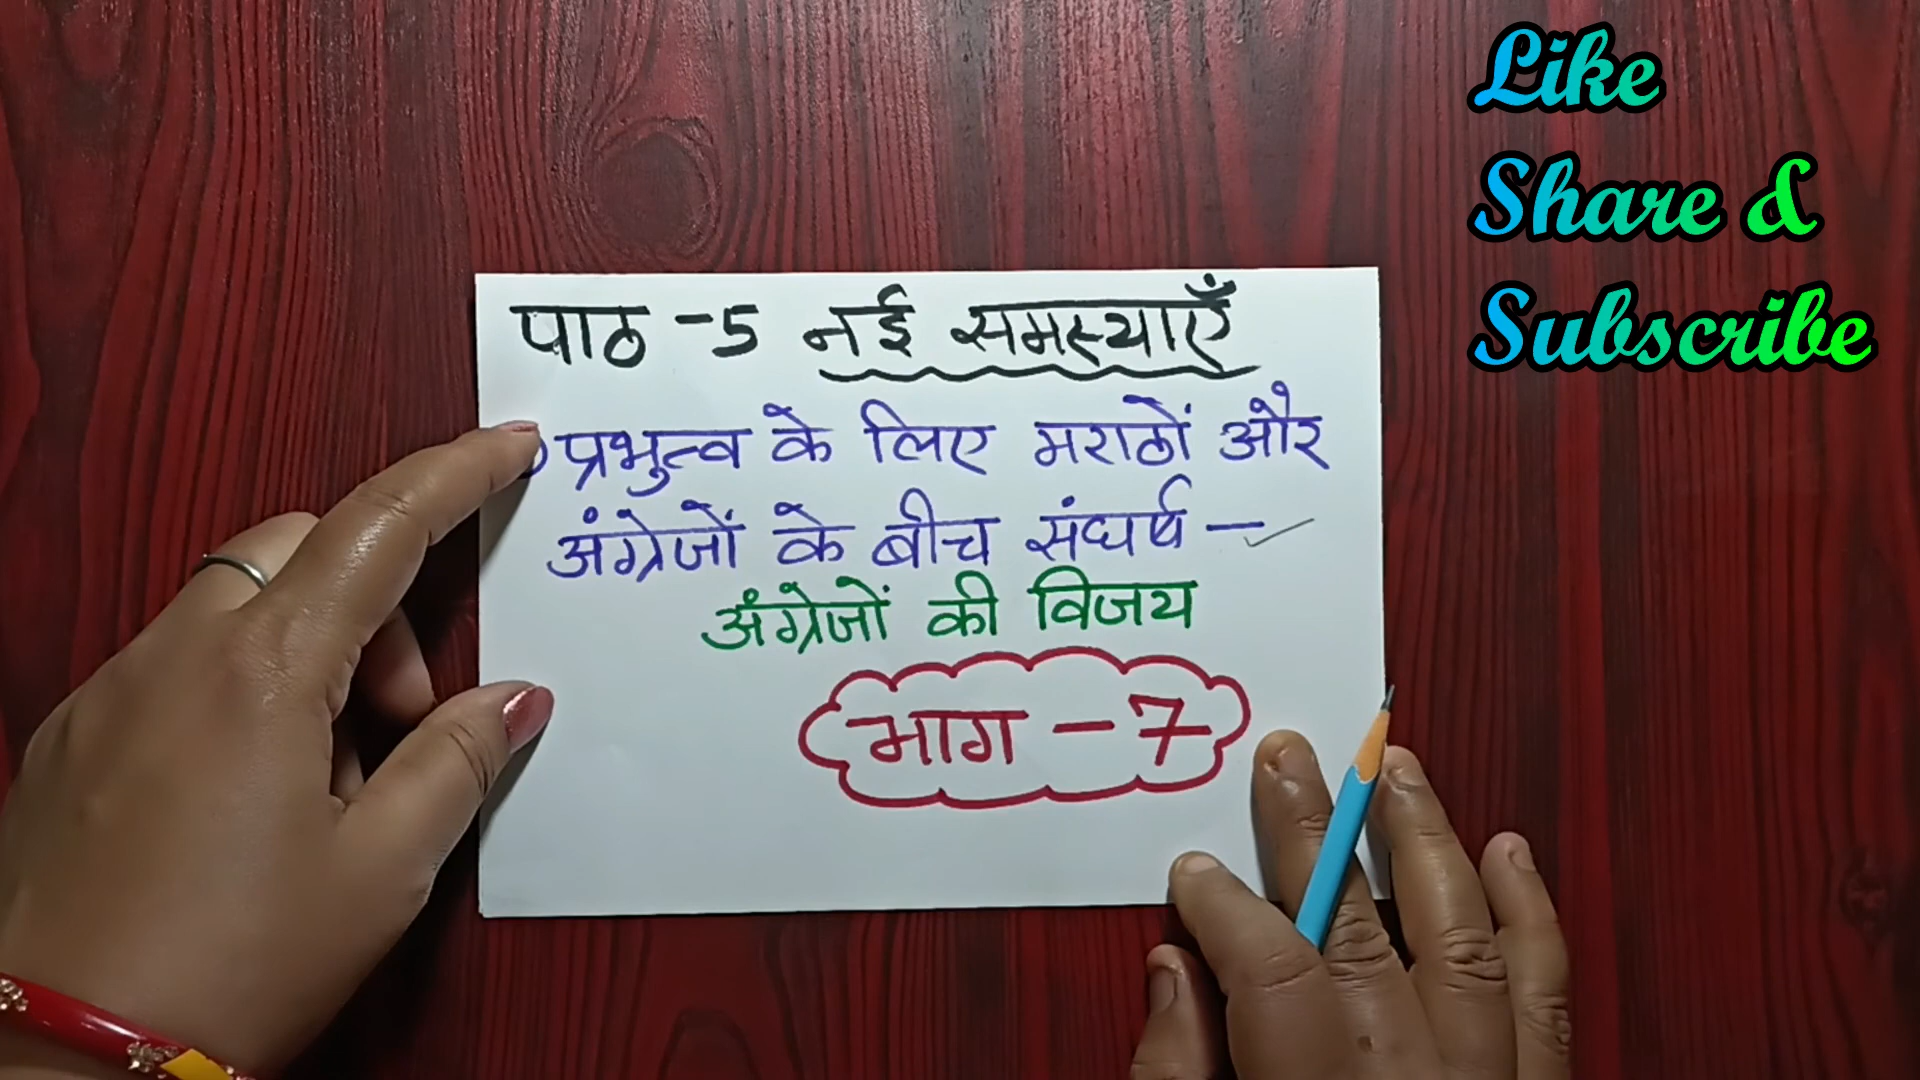 पाठ -5 नई समस्याएँ
प्रभुत्व के लिए मराठों और
अंग्रेजों के बीच संघर्ष -
अंग्रेजों की विजय
भाग - 7
Like
Share &
Subscribe